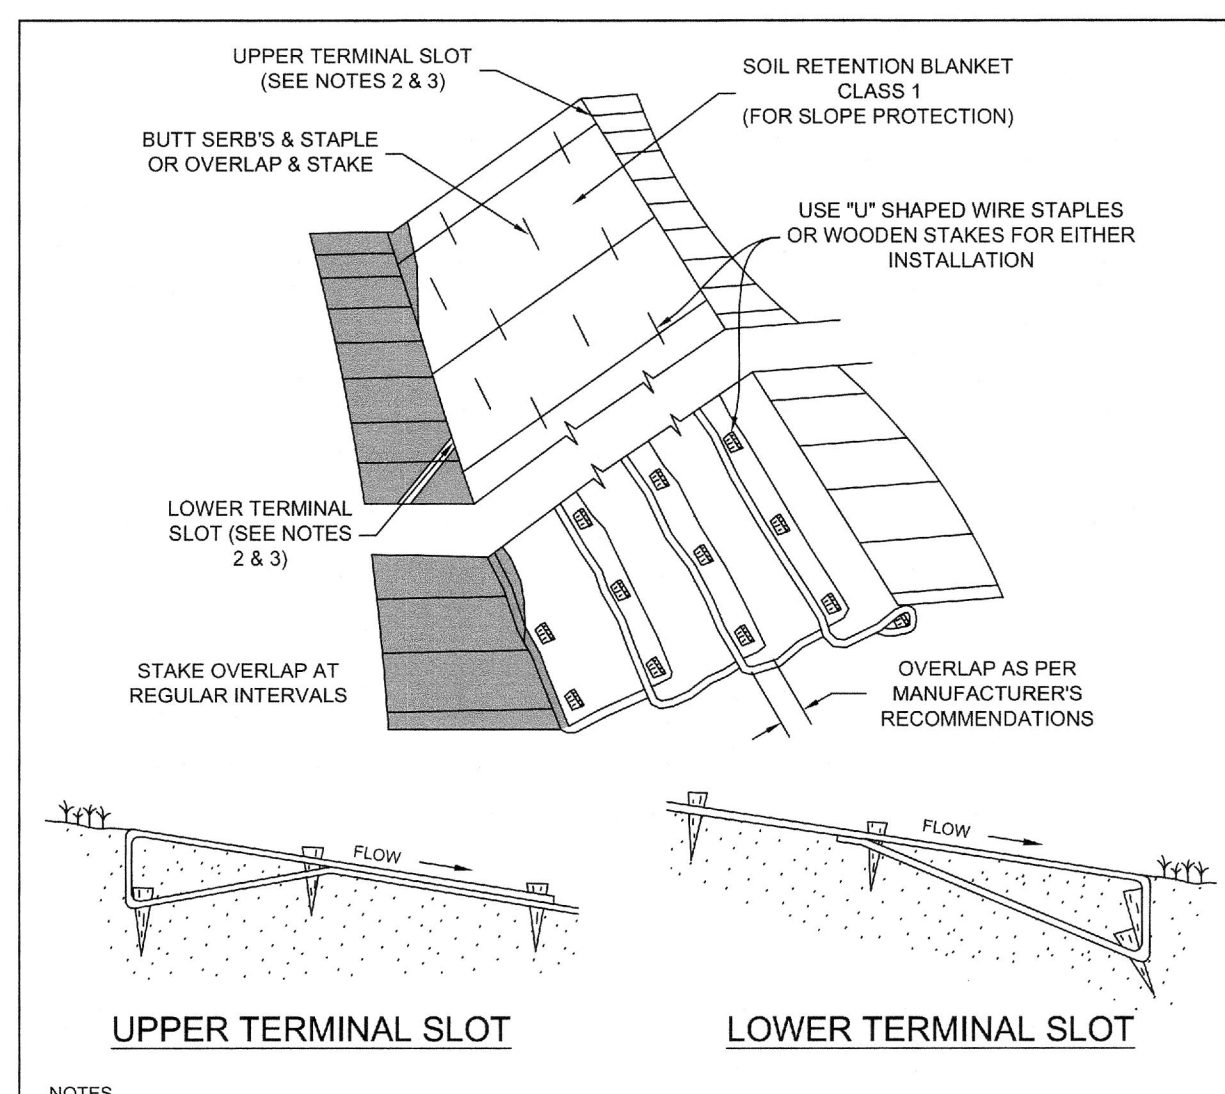 UPPER TERMINAL SLOT
(SEE NOTES 2 & 3)
SOIL RETENTION BLANKET
CLASS 1
(FOR SLOPE PROTECTION)
BUTT SERB'S & STAPLE
OR OVERLAP & STAKE
USE "U" SHAPED WIRE STAPLES
OR WOODEN STAKES FOR EITHER
INSTALLATION
LOWER TERMINAL
SLOT (SEE NOTES
2 & 3)
STAKE OVERLAP AT
REGULAR INTERVALS
OVERLAP AS PER
MANUFACTURER'S
RECOMMENDATIONS
FLOW
FLOW
UPPER TERMINAL SLOT
LOWER TERMINAL SLOT
NOTES